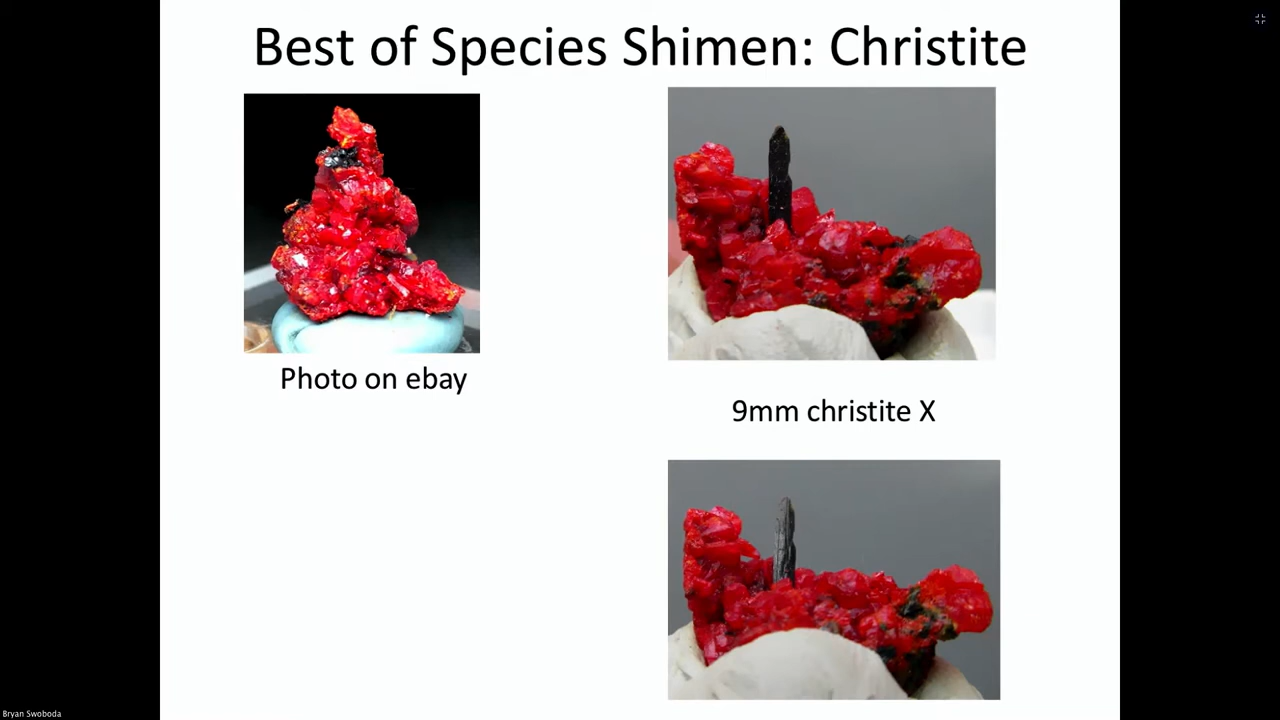 Best of Species Shimen: Christite
Photo on ebay
9mm christite X
Bryan Swoboda